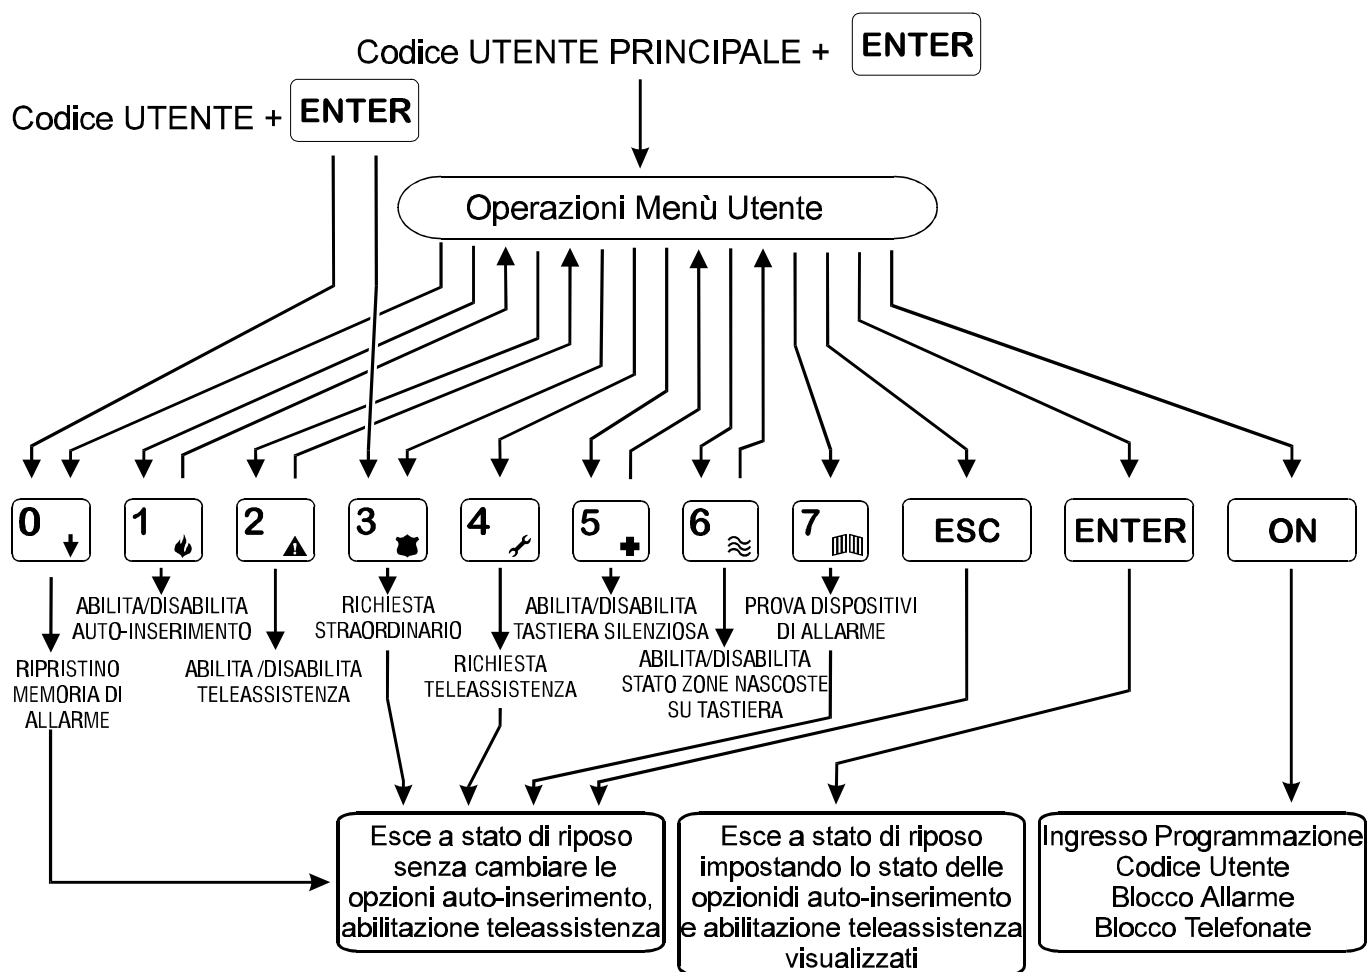 Codice UTENTE PRINCIPALE + ENTER
Codice UTENTE + ENTER
Operazioni Menù Utente
0
1
2
3
4
5
6
7
ESC
ENTER
ON
RIPRISTINO
MEMORIA DI
ALLARME
ABILITA/DISABILITA
AUTO-INSERIMENTO
ABILITA /DISABILITA
TELEASSISTENZA
RICHIESTA
STRAORDINARIO
RICHIESTA
TELEASSISTENZA
ABILITA/DISABILITA
TASTIERA SILENZIOSA
ABILITA/DISABILITA
STATO ZONE NASCOSTE
SU TASTIERA
PROVA DISPOSITIVI
DI ALLARME
Esce a stato di riposo
senza cambiare le
opzioni auto-inserimento,
abilitazione teleassistenza
Esce a stato di riposo
impostando lo stato delle
opzionidi auto-inserimento
e abilitazione teleassistenza
visualizzati
Ingresso Programmazione
Codice Utente
Blocco Allarme
Blocco Telefonate